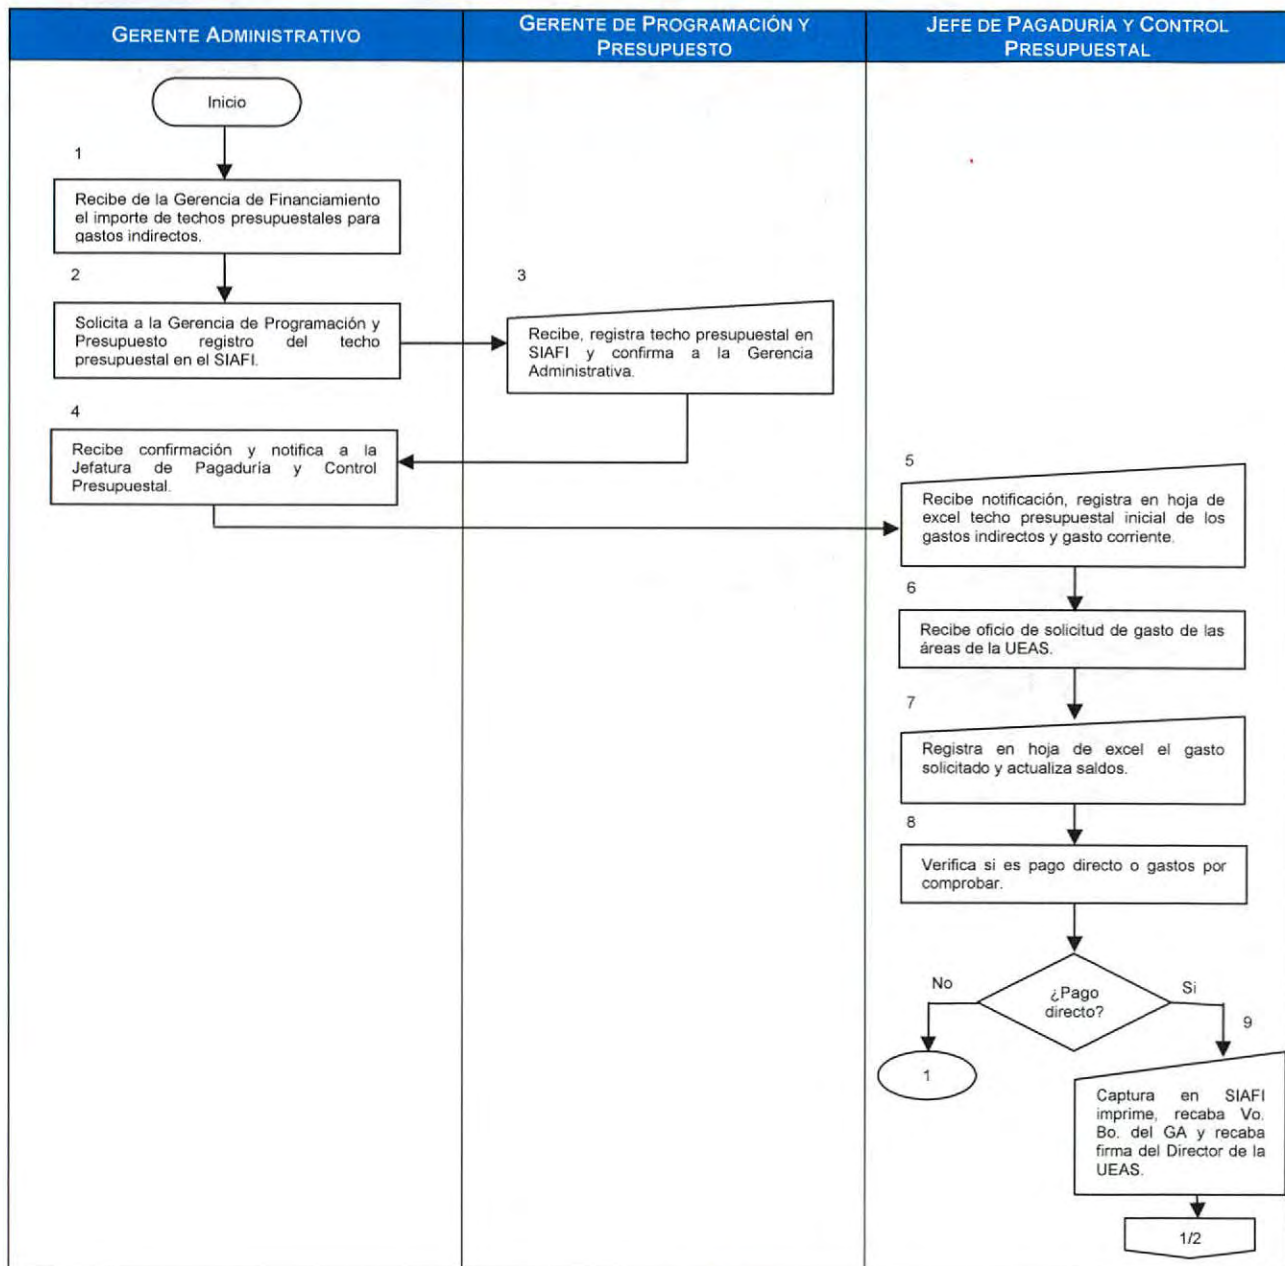 GERENTE ADMINISTRATIVO
GERENTE DE PROGRAMACIÓN Y
PRESUPUESTO
JEFE DE PAGADURÍA Y CONTROL
PRESUPUESTAL
Inicio
1
Recibe de la Gerencia de Financiamiento
el importe de techos presupuestales para
gastos indirectos.
2
Solicita a la Gerencia de Programación y
Presupuesto registro del techo
presupuestal en el SIAFI.
3
Recibe, registra techo presupuestal en
SIAFI y confirma a la Gerencia
Administrativa.
4
Recibe confirmación y notifica a la
Jefatura de Pagaduría y Control
Presupuestal.
5
Recibe notificación, registra en hoja de
excel techo presupuestal inicial de los
gastos indirectos y gasto corriente.
6
Recibe oficio de solicitud de gasto de las
áreas de la UEAS.
7
Registra en hoja de excel el gasto
solicitado y actualiza saldos.
8
Verifica si es pago directo o gastos por
comprobar.
¿Pago
directo?
No
Si
1
9
Captura en SIAFI
imprime, recaba Vo.
Bo. del GA y recaba
firma del Director de la
UEAS.
1/2